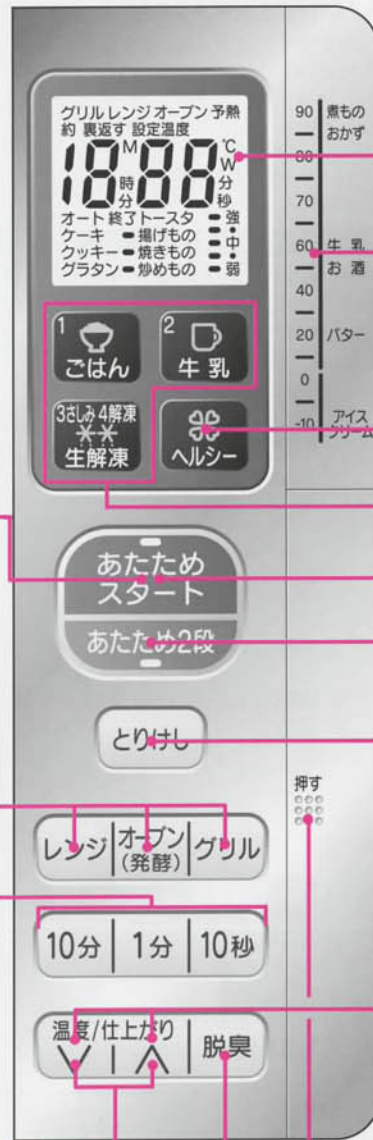 グリル レンジ オーブン 予熱
約 裏返す 設定温度
18 M 88 ℃ W
時 分
分 秒
オート 終了 トースタ 強
ケーキ 揚げもの
クッキー 焼きもの 中
グラタン 炒めもの 弱
1 ごはん
2 牛乳
3さしみ 4解凍
生解凍
ヘルシー
あたため
スタート
あたため2段
とりけし
レンジ オーブン(発酵) グリル
10分 1分 10秒
温度/仕上がり
脱臭
90 煮もの
おかず
80
70
60 牛乳
お酒
40
20 バター
0
-10 アイスクリーム
押す